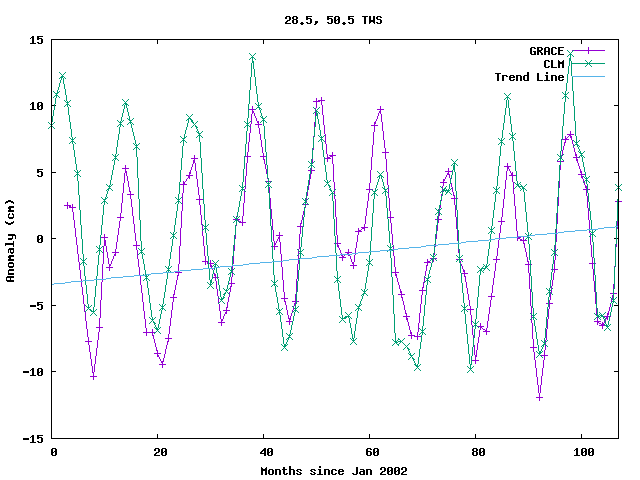 28.5, 50.5 TWS
GRACE
CLM
Trend Line
15
10
5
0
-5
-10
-15
Anomaly (cm)
0 20 40 60 80 100
Months since Jan 2002